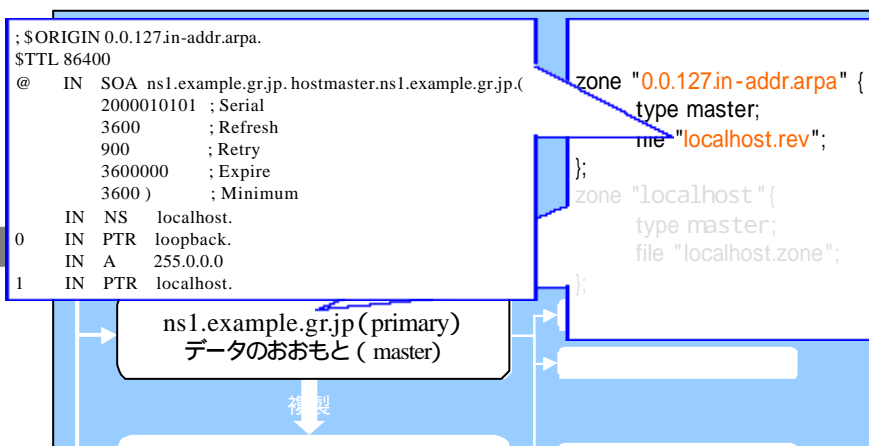 ; $ORIGIN 0.0.127.in-addr.arpa.
$TTL 86400
@ IN SOA ns1.example.gr.jp. hostmaster.ns1.example.gr.jp.(
2000010101 ; Serial
3600 ; Refresh
900 ; Retry
3600000 ; Expire
3600 ) ; Minimum
IN NS localhost.
0 IN PTR loopback.
IN A 255.0.0.0
1 IN PTR localhost.
zone "0.0.127.in-addr.arpa" {
type master;
file "localhost.rev";
};
zone "localhost"{
type master;
file "localhost.zone";
};
ns1.example.gr.jp(primary)
データのおおもと(master)
複製